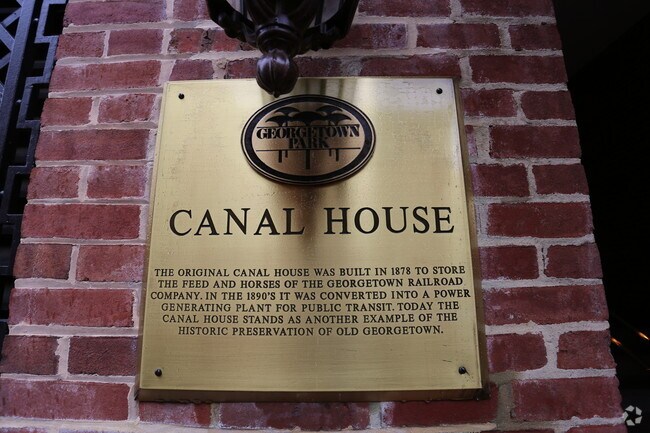 GEORGETOWN
PARK
CANAL HOUSE
THE ORIGINAL CANAL HOUSE WAS BUILT IN 1878 TO STORE
THE FEED AND HORSES OF THE GEORGETOWN RAILROAD
COMPANY. IN THE 1890'S IT WAS CONVERTED INTO A POWER
GENERATING PLANT FOR PUBLIC TRANSIT. TODAY THE
CANAL HOUSE STANDS AS ANOTHER EXAMPLE OF THE
HISTORIC PRESERVATION OF OLD GEORGETOWN.